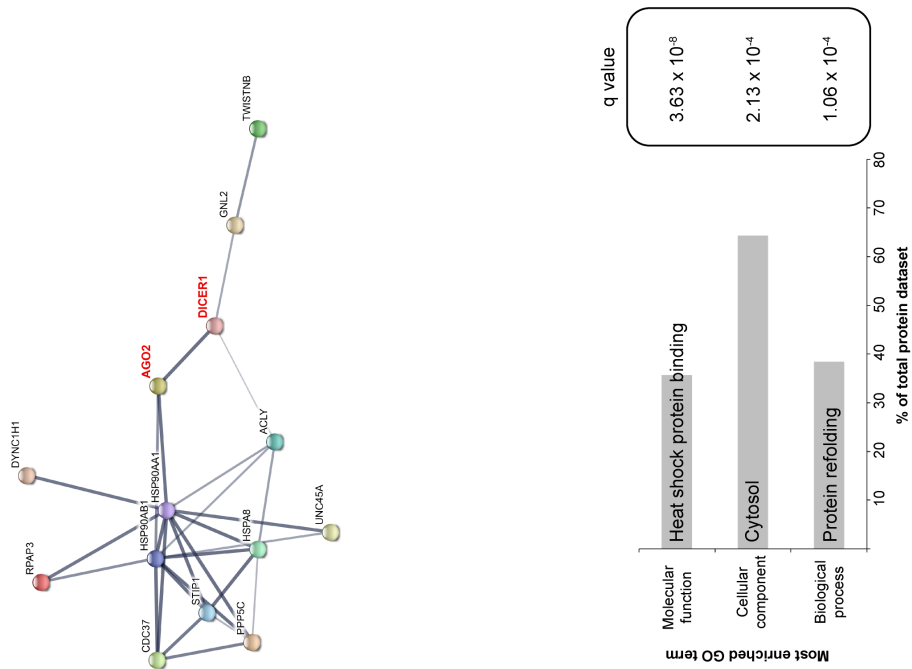 DYNC1H1
RPAP3
AGO2
DICER1
TWISTNB
GNL2
HSP90AA1
HSP90AB1
ACLY
HSPA8
UNC45A
STIP1
CDC37
PPP5C
q value
3.63 x 10-8
2.13 x 10-4
1.06 x 10-4
Most enriched GO term
Molecular
function
Heat shock protein binding
Cellular
component
Cytosol
Biological
process
Protein refolding
10
20
30
40
50
60
70
80
% of total protein dataset